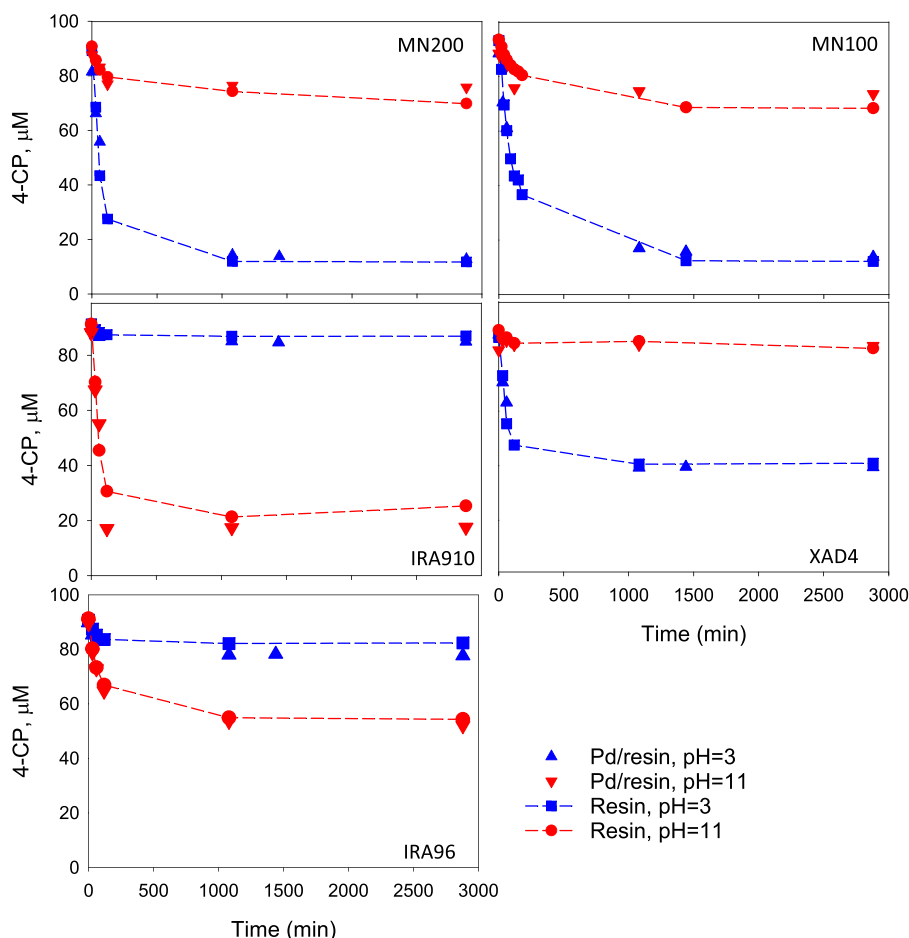 100
80
60
40
20
0
4-CP, μM
MN200
MN100
80
60
40
20
0
4-CP, μM
IRA910
XAD4
0 500 1000 1500 2000 2500 3000
Time (min)
100
80
60
40
20
0
4-CP, μM
IRA96
0 500 1000 1500 2000 2500 3000
Time (min)
Pd/resin, pH=3
Pd/resin, pH=11
Resin, pH=3
Resin, pH=11